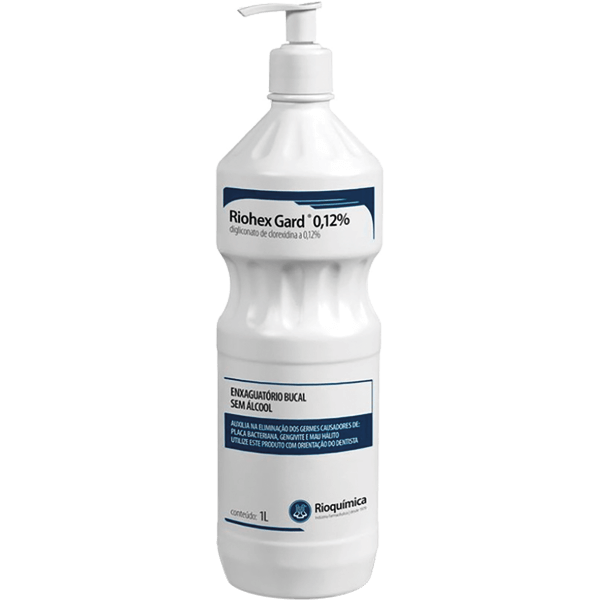 Riohex Gard® 0,12%
digliconato de clorexidina a 0,12%
ENXAGUATÓRIO BUCAL
SEM ÁLCOOL
AUXILIA NA ELIMINAÇÃO DOS GERMES CAUSADORES DE:
PLACA BACTERIANA, GENGIVITE E MAU HÁLITO
UTILIZE ESTE PRODUTO COM ORIENTAÇÃO DO DENTISTA
Rioquímica
conteúdo: 1L